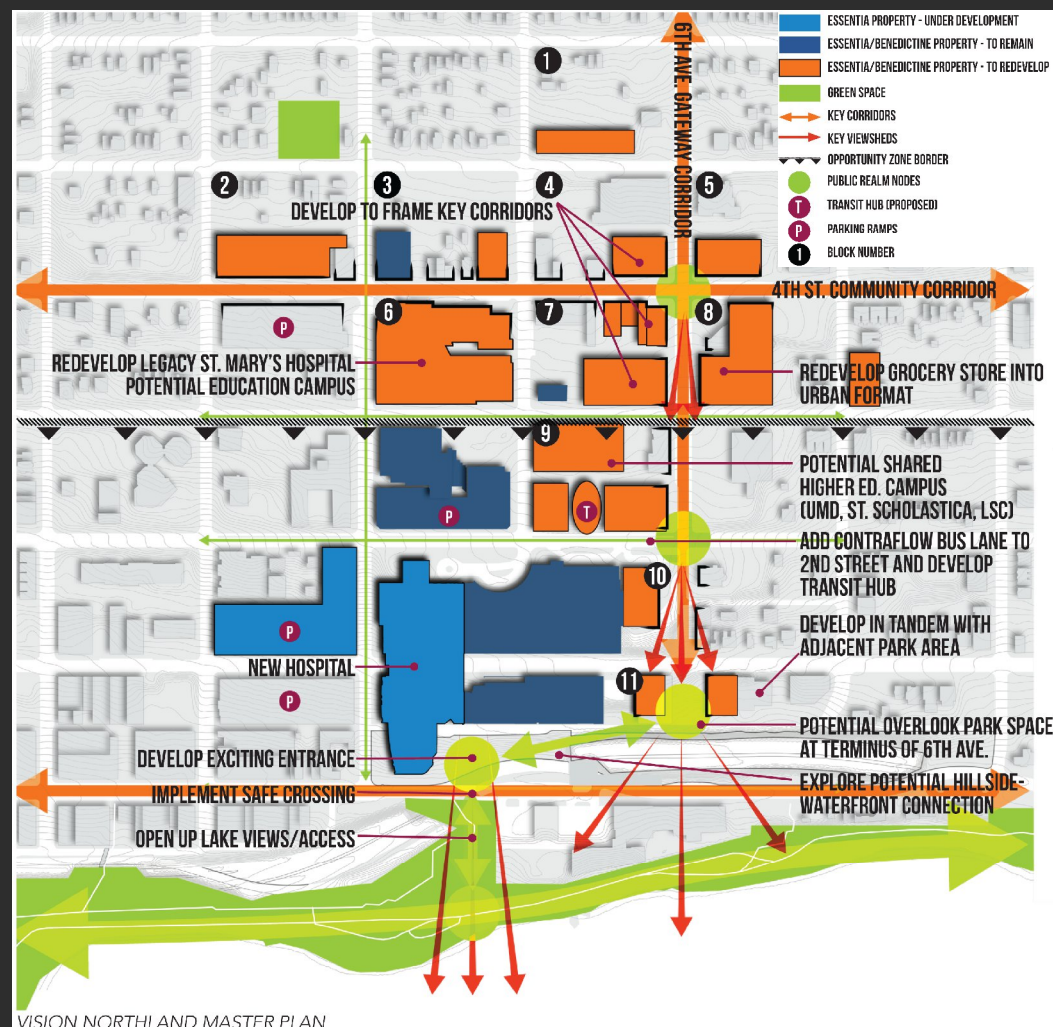 ESSENTIA PROPERTY - UNDER DEVELOPMENT
ESSENTIA/BENEDICTINE PROPERTY - TO REMAIN
ESSENTIA/BENEDICTINE PROPERTY - TO REDEVELOP
GREEN SPACE
KEY CORRIDORS
KEY VIEWSHEDS
OPPORTUNITY ZONE BORDER
PUBLIC REALM NODES
T TRANSIT HUB (PROPOSED)
P PARKING RAMPS
1 BLOCK NUMBER
6TH AVE. GATEWAY CORRIDOR
1
2
3
4
5
DEVELOP TO FRAME KEY CORRIDORS
4TH ST. COMMUNITY CORRIDOR
6
7
8
P
REDEVELOP LEGACY ST. MARY'S HOSPITAL
POTENTIAL EDUCATION CAMPUS
REDEVELOP GROCERY STORE INTO
URBAN FORMAT
9
POTENTIAL SHARED
HIGHER ED. CAMPUS
(UMD, ST. SCHOLASTICA, LSC)
P
T
ADD CONTRAFLOW BUS LANE TO
2ND STREET AND DEVELOP
TRANSIT HUB
10
P
DEVELOP IN TANDEM WITH
ADJACENT PARK AREA
NEW HOSPITAL
11
P
POTENTIAL OVERLOOK PARK SPACE
AT TERMINUS OF 6TH AVE.
DEVELOP EXCITING ENTRANCE
EXPLORE POTENTIAL HILLSIDE-
WATERFRONT CONNECTION
IMPLEMENT SAFE CROSSING
OPEN UP LAKE VIEWS/ACCESS
VISION NORTHLAND MASTER PLAN